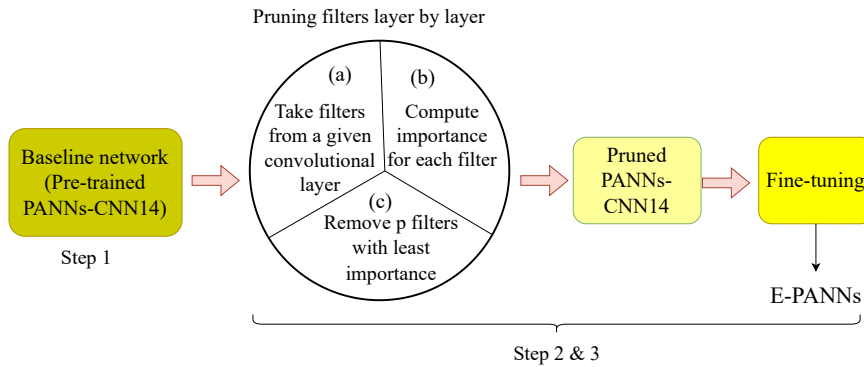 Pruning filters layer by layer
(a)
Take filters
from a given
convolutional
layer
(b)
Compute
importance
for each filter
(c)
Remove p filters
with least
importance
Baseline network
(Pre-trained
PANNs-CNN14)
Step 1
Pruned
PANNs-
CNN14
Fine-tuning
E-PANNs
Step 2 & 3